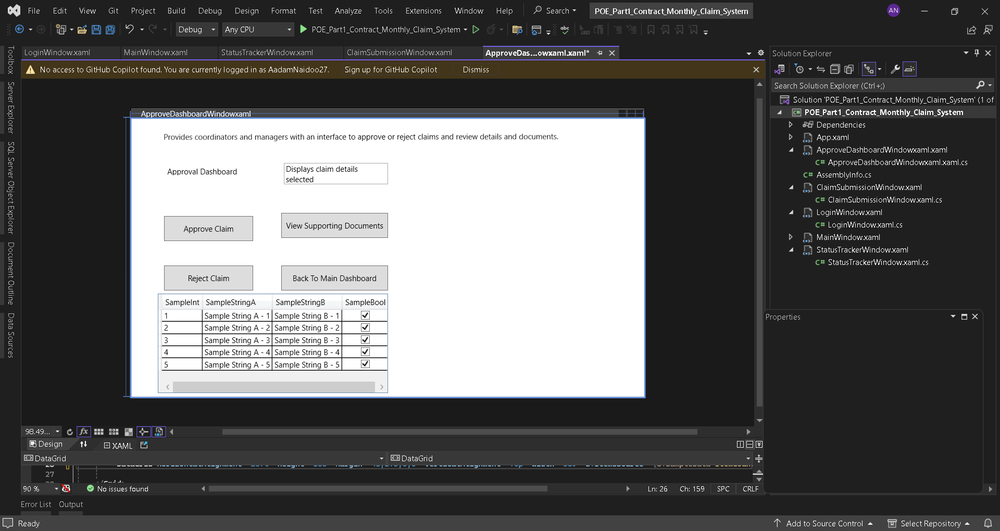 File Edit View Git Project Build Debug Design Format Test Analyze Tools Extensions Window Help Search POE_Part1_Contract_Monthly_Claim_System AN
Debug Any CPU POE_Part1_Contract_Monthly_Claim_System
LoginWindow.xaml MainWindow.xaml StatusTrackerWindow.xaml ClaimSubmissionWindow.xaml ApproveDas...owxaml.xaml*
No access to GitHub Copilot found. You are currently logged in as AadamNaidoo27. Sign up for GitHub Copilot Dismiss
Toolbox
Server Explorer
SQL Server Object Explorer
Document Outline
Data Sources
ApproveDashboardWindowxaml
Provides coordinators and managers with an interface to approve or reject claims and review details and documents.
Approval Dashboard
Displays claim details
selected
Approve Claim
View Supporting Documents
Reject Claim
Back To Main Dashboard
SampleInt SampleStringA SampleStringB SampleBool
1 Sample String A - 1 Sample String B - 1
2 Sample String A - 2 Sample String B - 2
3 Sample String A - 3 Sample String B - 3
4 Sample String A - 4 Sample String B - 4
5 Sample String A - 5 Sample String B - 5
98.49...
Design XAML
DataGrid DataGrid
27
90 % No issues found Ln: 26 Ch: 159 SPC CRLF
Error List Output
Solution Explorer
Search Solution Explorer (Ctrl+;)
Solution 'POE_Part1_Contract_Monthly_Claim_System' (1 of
POE_Part1_Contract_Monthly_Claim_System
Dependencies
App.xaml
ApproveDashboardWindowxaml.xaml
C# ApproveDashboardWindowxaml.xaml.cs
C# AssemblyInfo.cs
ClaimSubmissionWindow.xaml
C# ClaimSubmissionWindow.xaml.cs
LoginWindow.xaml
C# LoginWindow.xaml.cs
MainWindow.xaml
StatusTrackerWindow.xaml
C# StatusTrackerWindow.xaml.cs
Properties
Ready Add to Source Control Select Repository